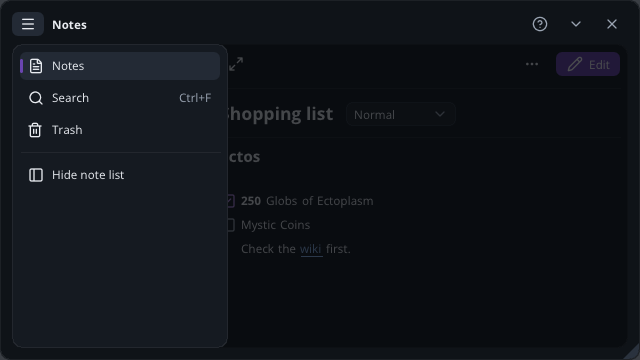 Notes
Notes
Search Ctrl+F
Trash
Hide note list
Edit
hopping list Normal
ctos
250 Globs of Ectoplasm
Mystic Coins
Check the wiki first.